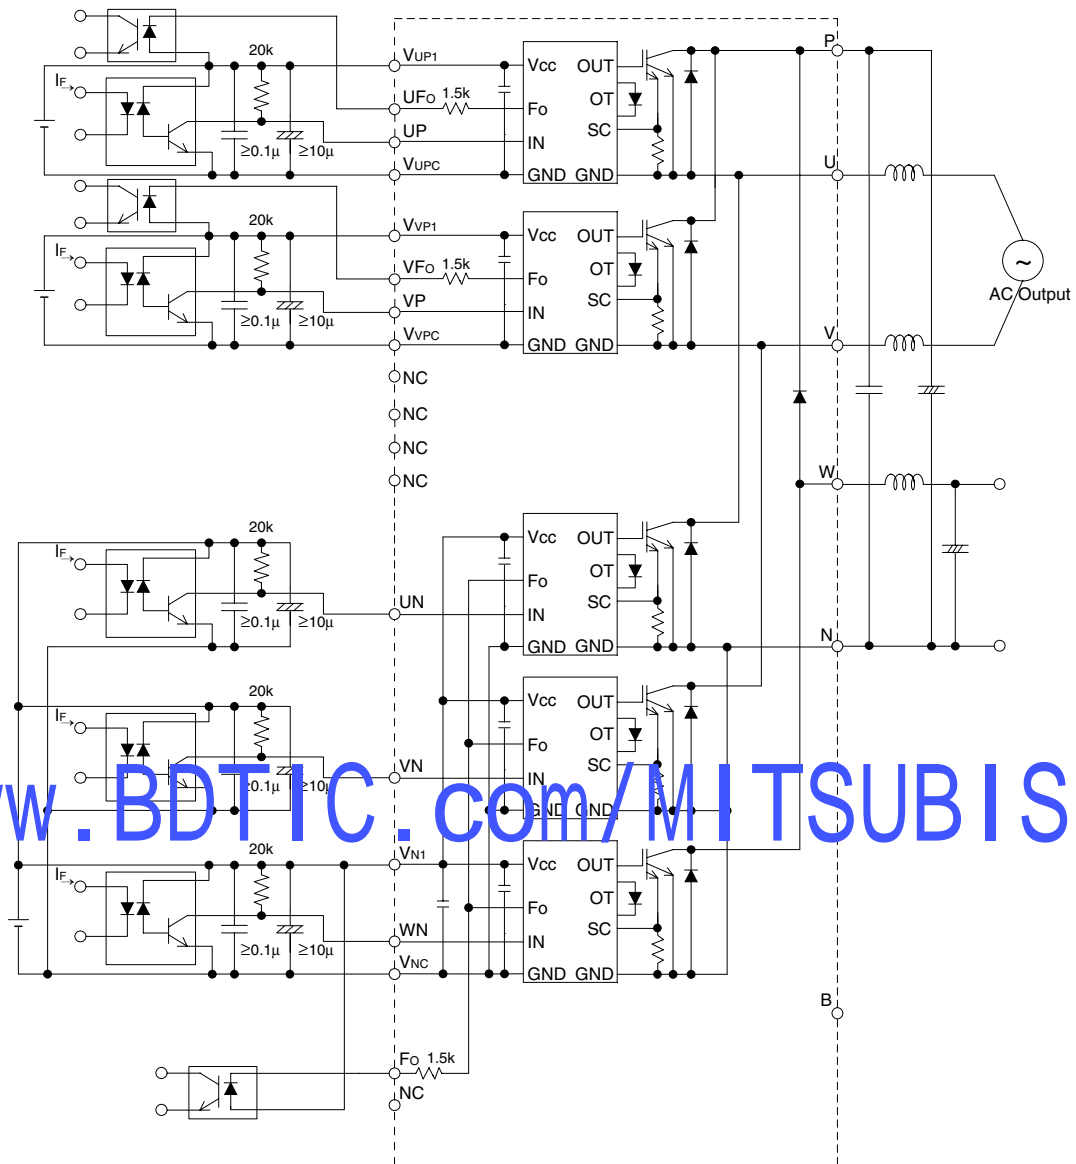 P
20k
VUP1
Vcc
OUT
IF
UFO 1.5k
OT
Fo
UP
SC
IN
≥0.1μ
≥10μ
VUPC
GND GND
U
20k
VVP1
Vcc
OUT
IF
VFO 1.5k
OT
Fo
~
AC Output
VP
SC
IN
≥0.1μ
≥10μ
VVPC
GND GND
V
NC
NC
NC
W
NC
20k
Vcc
OUT
IF
OT
Fo
UN
SC
IN
≥0.1μ
≥10μ
N
GND GND
20k
Vcc
OUT
IF
OT
Fo
VN
SC
IN
≥0.1μ
≥10μ
GND GND
w.BDTIC.com/MITSUBIS
20k
VN1
Vcc
OUT
IF
OT
Fo
WN
SC
IN
≥0.1μ
≥10μ
VNC
GND GND
B
FO 1.5k
NC